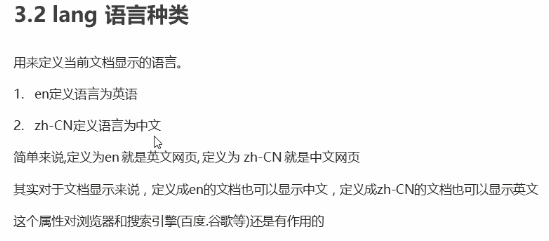 3.2 lang 语言种类
用来定义当前文档显示的语言。
1. en定义语言为英语
2. zh-CN定义语言为中文
简单来说,定义为en 就是英文网页, 定义为 zh-CN 就是中文网页
其实对于文档显示来说，定义成en的文档也可以显示中文，定义成zh-CN的文档也可以显示英文
这个属性对浏览器和搜索引擎(百度.谷歌等)还是有作用的